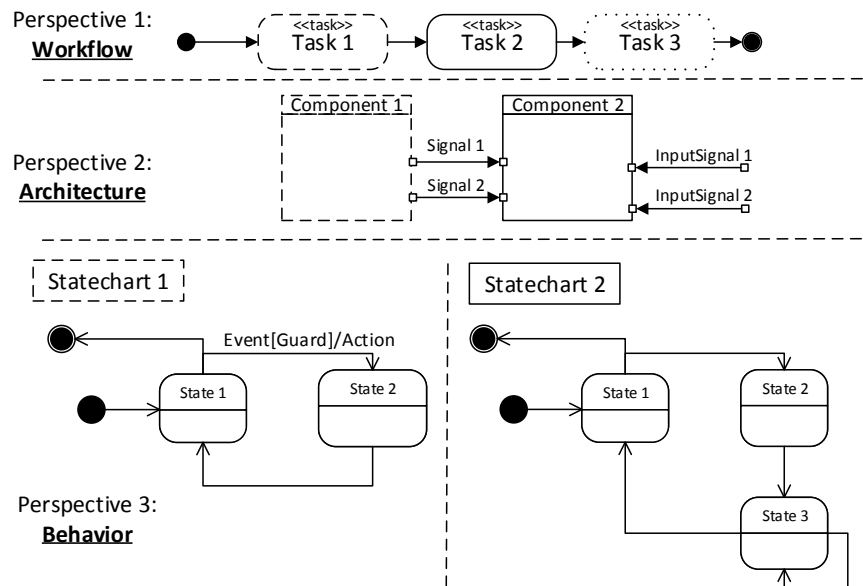 Perspective 1:
Workflow
<<task>>
Task 1
<<task>>
Task 2
<<task>>
Task 3
Perspective 2:
Architecture
Component 1
Component 2
Signal 1
Signal 2
InputSignal 1
InputSignal 2
Perspective 3:
Behavior
Statechart 1
Event[Guard]/Action
State 1
State 2
Statechart 2
State 1
State 2
State 3